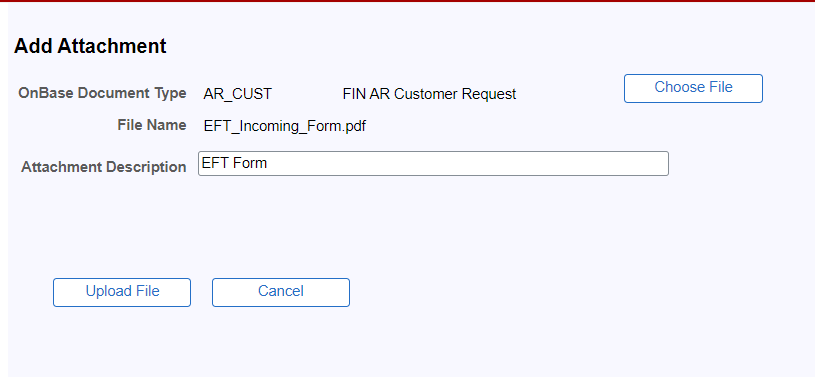 Add Attachment
OnBase Document Type AR_CUST FIN AR Customer Request Choose File
File Name EFT_Incoming_Form.pdf
Attachment Description EFT Form
Upload File Cancel